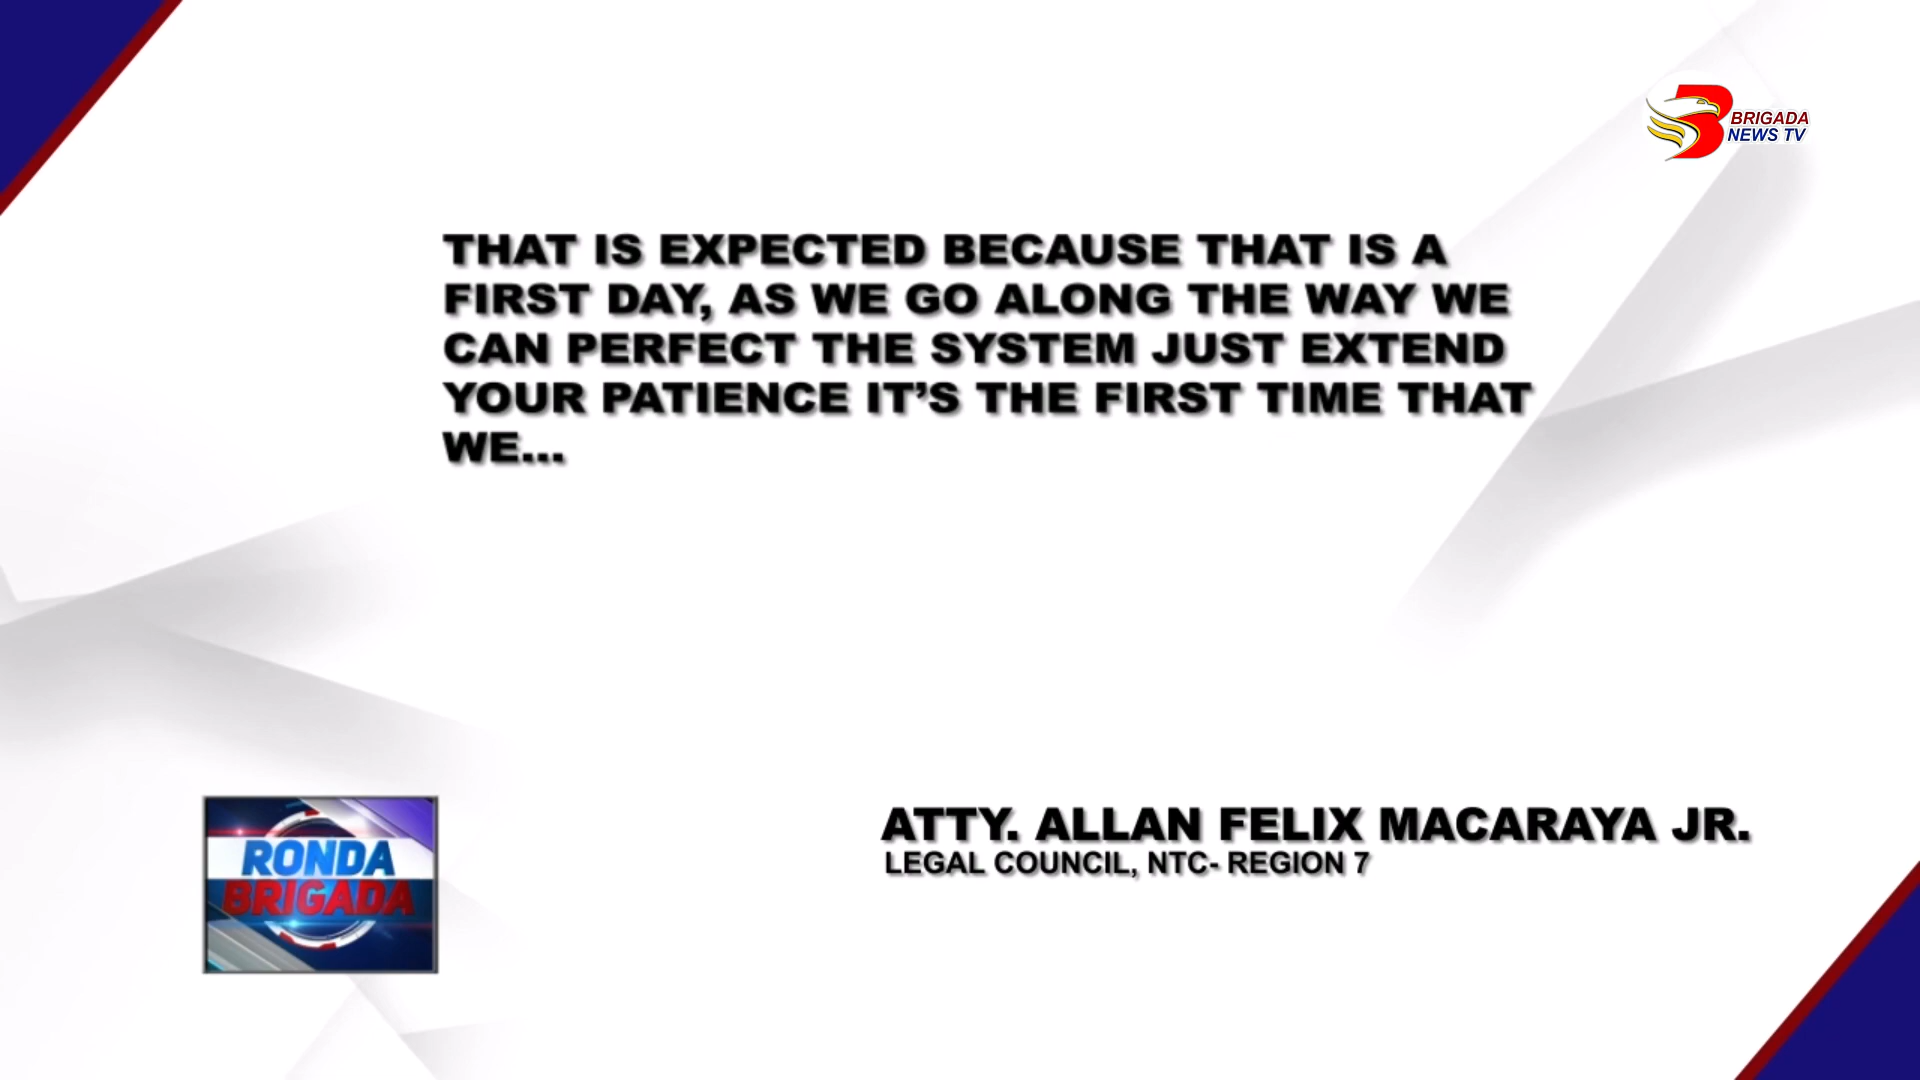 BRIGADA
NEWS TV
THAT IS EXPECTED BECAUSE THAT IS A
FIRST DAY, AS WE GO ALONG THE WAY WE
CAN PERFECT THE SYSTEM JUST EXTEND
YOUR PATIENCE IT’S THE FIRST TIME THAT
WE...
ATTY. ALLAN FELIX MACARAYA JR.
LEGAL COUNCIL, NTC- REGION 7
RONDA
BRIGADA